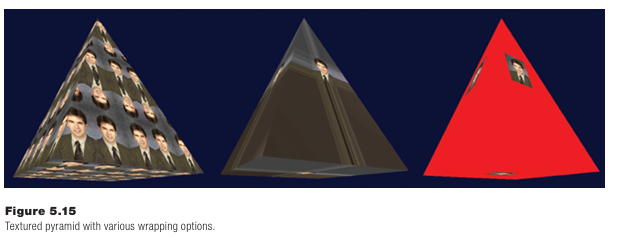 Figure 5.15
Textured pyramid with various wrapping options.